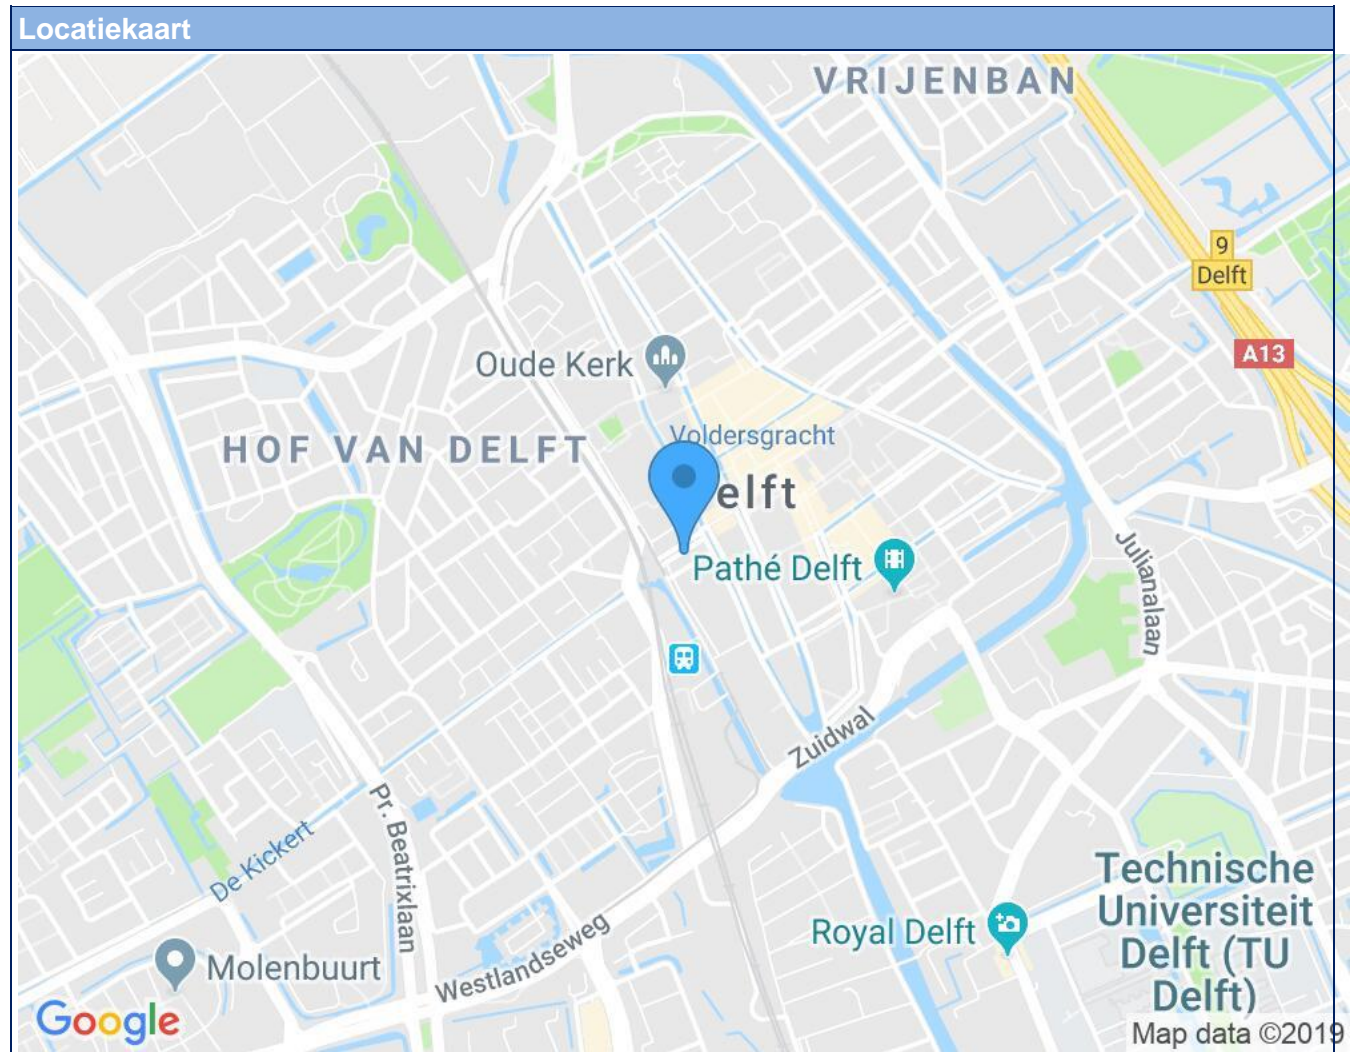 Locatiekaart
VRIJENBAN
9
Delft
A13
Oude Kerk
HOF VAN DELFT
Voldersgracht
elft
Pathé Delft
Julianalaan
Zuidwal
Pr. Beatrixlaan
De Kickert
Technische
Universiteit
Delft (TU
Delft)
Royal Delft
Westlandseweg
Molenbuurt
Google
Map data ©2019